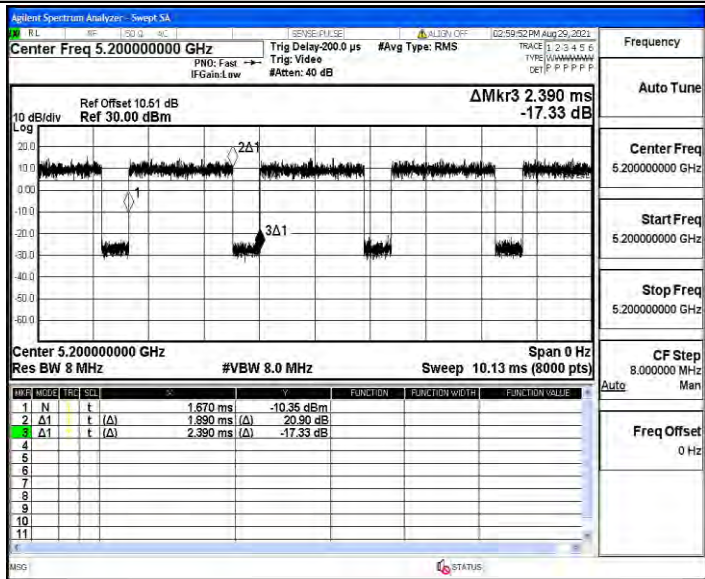 Agilent Spectrum Analyzer - Swept SA
RL RF 50 Ω AC SENSE:PULSE ALIGN OFF 02:59:52 PM Aug 29, 2021
Center Freq 5.200000000 GHz
PNO: Fast
IFGain:Low
Trig Delay-200.0 µs
Trig: Video
#Atten: 40 dB
#Avg Type: RMS
TRACE 1 2 3 4 5 6
TYPE WWWWWW
DET P P P P P P
Ref Offset 10.51 dB
10 dB/div Ref 30.00 dBm
Log
ΔMkr3 2.390 ms
-17.33 dB
20.0
10.0
0.00
-10.0
-20.0
-30.0
-40.0
-50.0
-60.0
2Δ1
1
3Δ1
Center 5.200000000 GHz Span 0 Hz
Res BW 8 MHz #VBW 8.0 MHz Sweep 10.13 ms (8000 pts)
MKR MODE TRC SCL X Y FUNCTION FUNCTION WIDTH FUNCTION VALUE
1 N t 1.670 ms -10.35 dBm
2 Δ1 t (Δ) 1.890 ms (Δ) 20.90 dB
3 Δ1 t (Δ) 2.390 ms (Δ) -17.33 dB
4
5
6
7
8
9
10
11
MSG STATUS
Frequency
Auto Tune
Center Freq
5.200000000 GHz
Start Freq
5.200000000 GHz
Stop Freq
5.200000000 GHz
CF Step
8.000000 MHz
Auto Man
Freq Offset
0 Hz